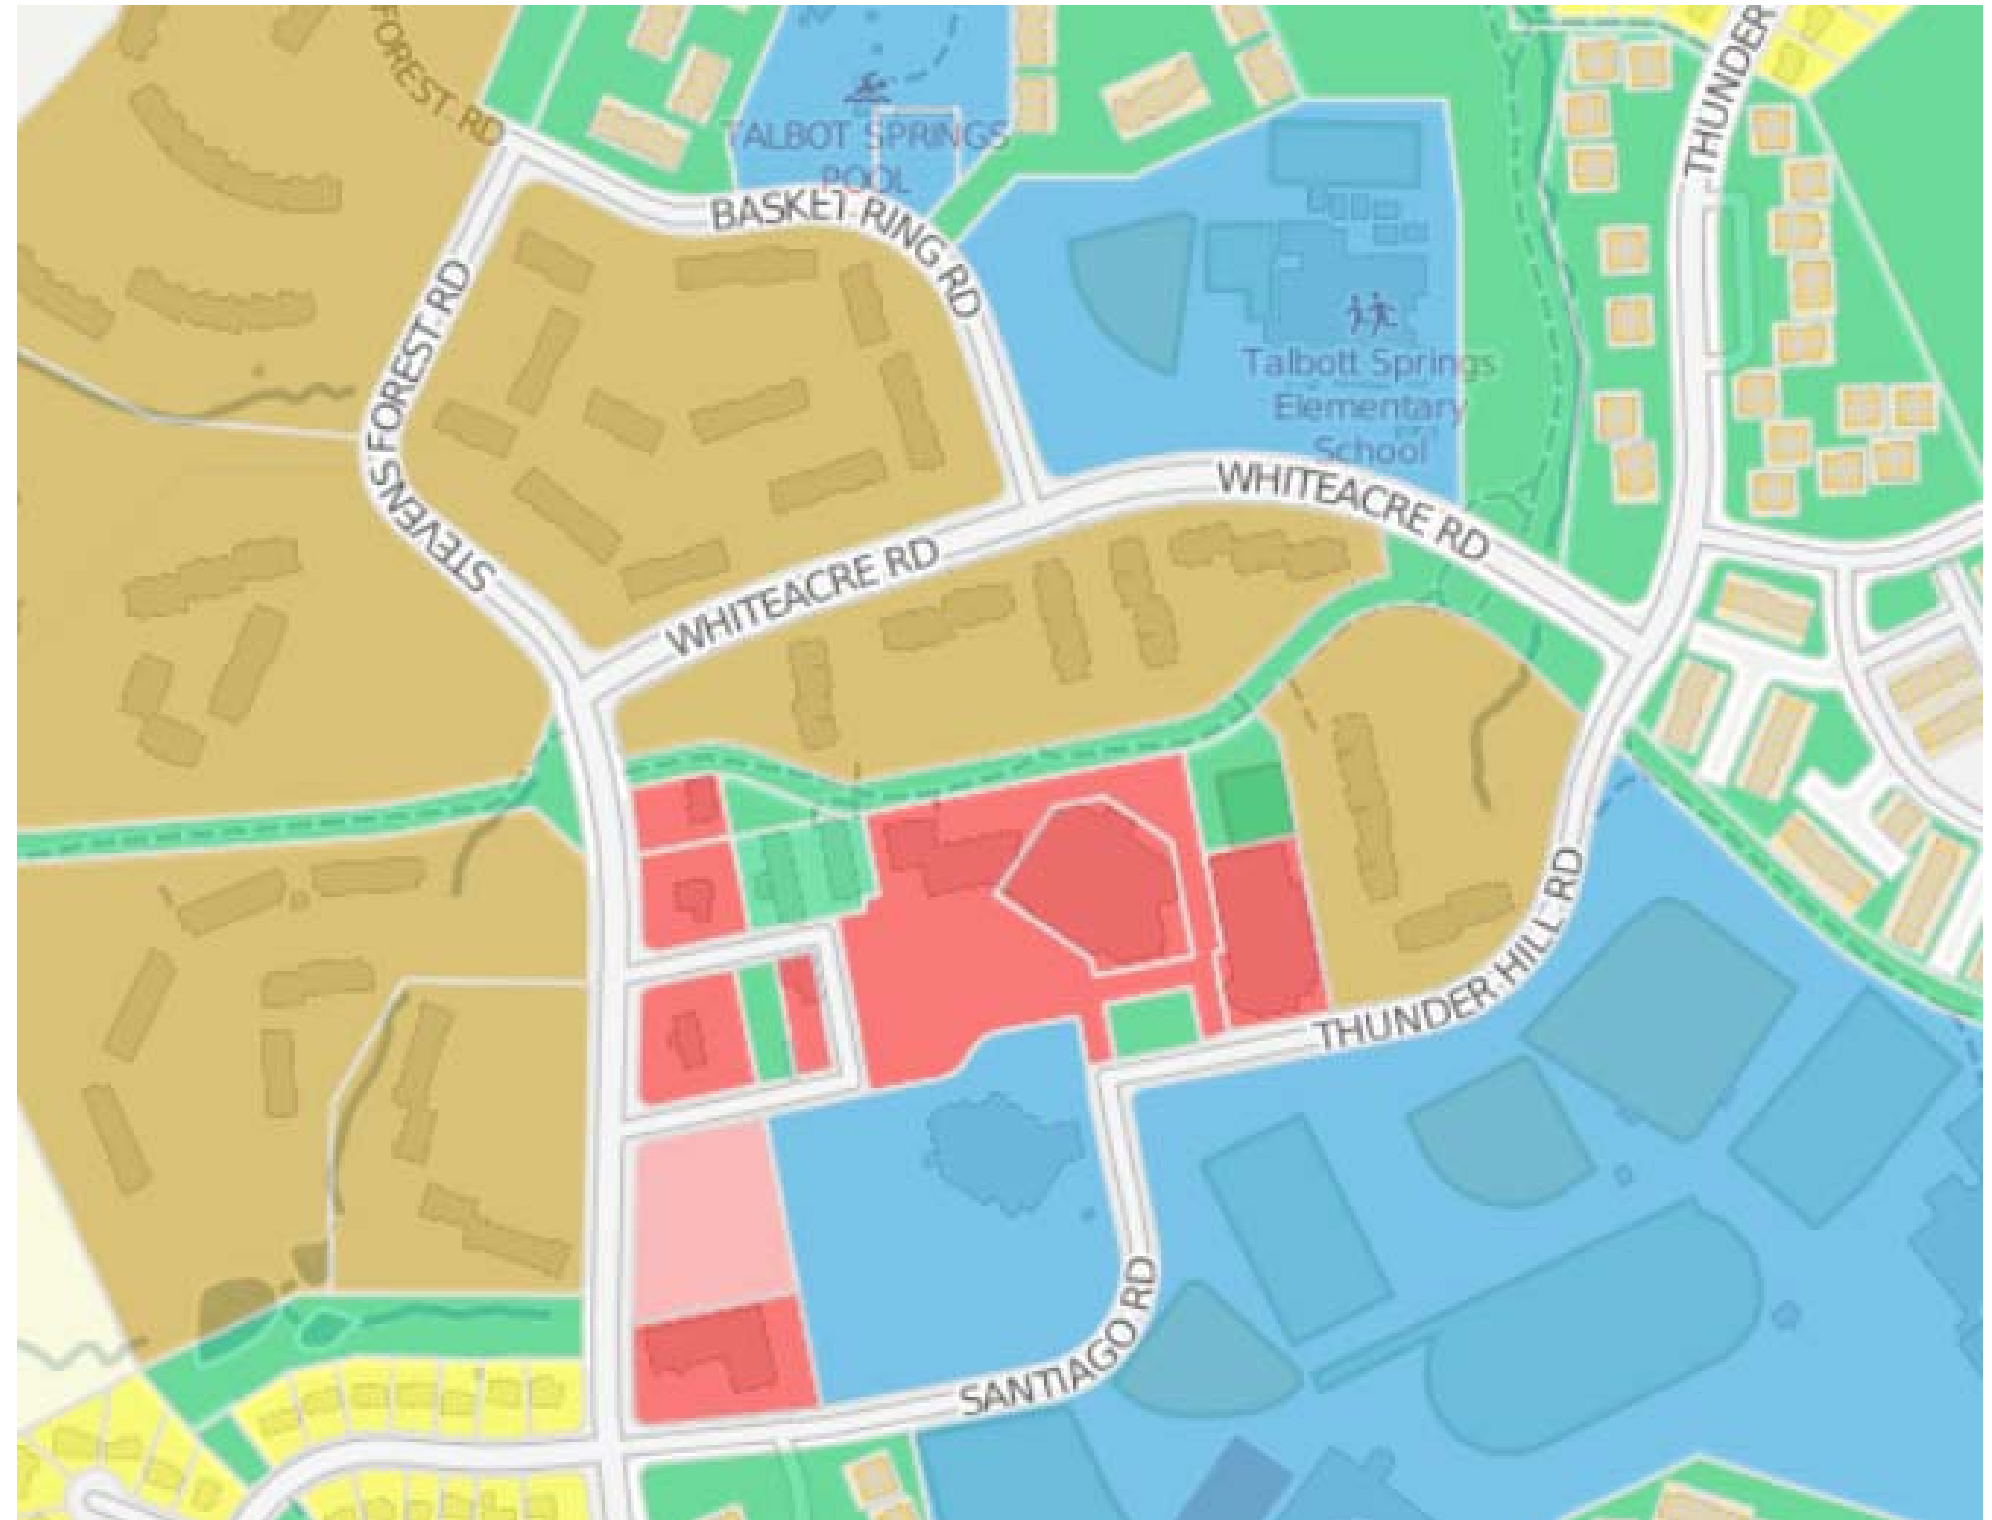 FOREST RD
THUNDER
TALBOT SPRINGS
POOL
BASKET RING RD
STEVENS FOREST RD
Talbott Springs
Elementary
School
WHITEACRE RD
WHITEACRE RD
THUNDER HILL RD
SANTIAGO RD